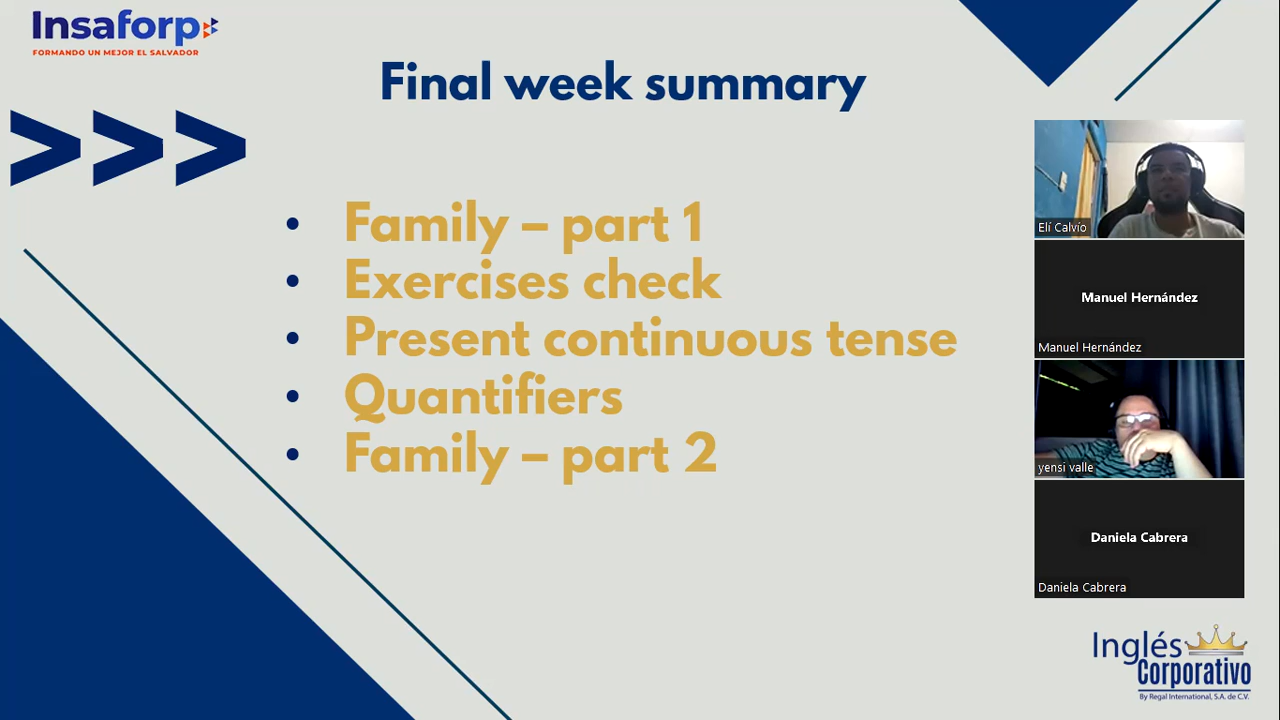 Insaforp
FORMANDO UN MEJOR EL SALVADOR
Final week summary
>>>
• Family – part 1
• Exercises check
• Present continuous tense
• Quantifiers
• Family – part 2
Elí Calvío
Manuel Hernández
Manuel Hernández
yensi valle
Daniela Cabrera
Daniela Cabrera
Inglés
Corporativo
By Regal International, S.A. de C.V.